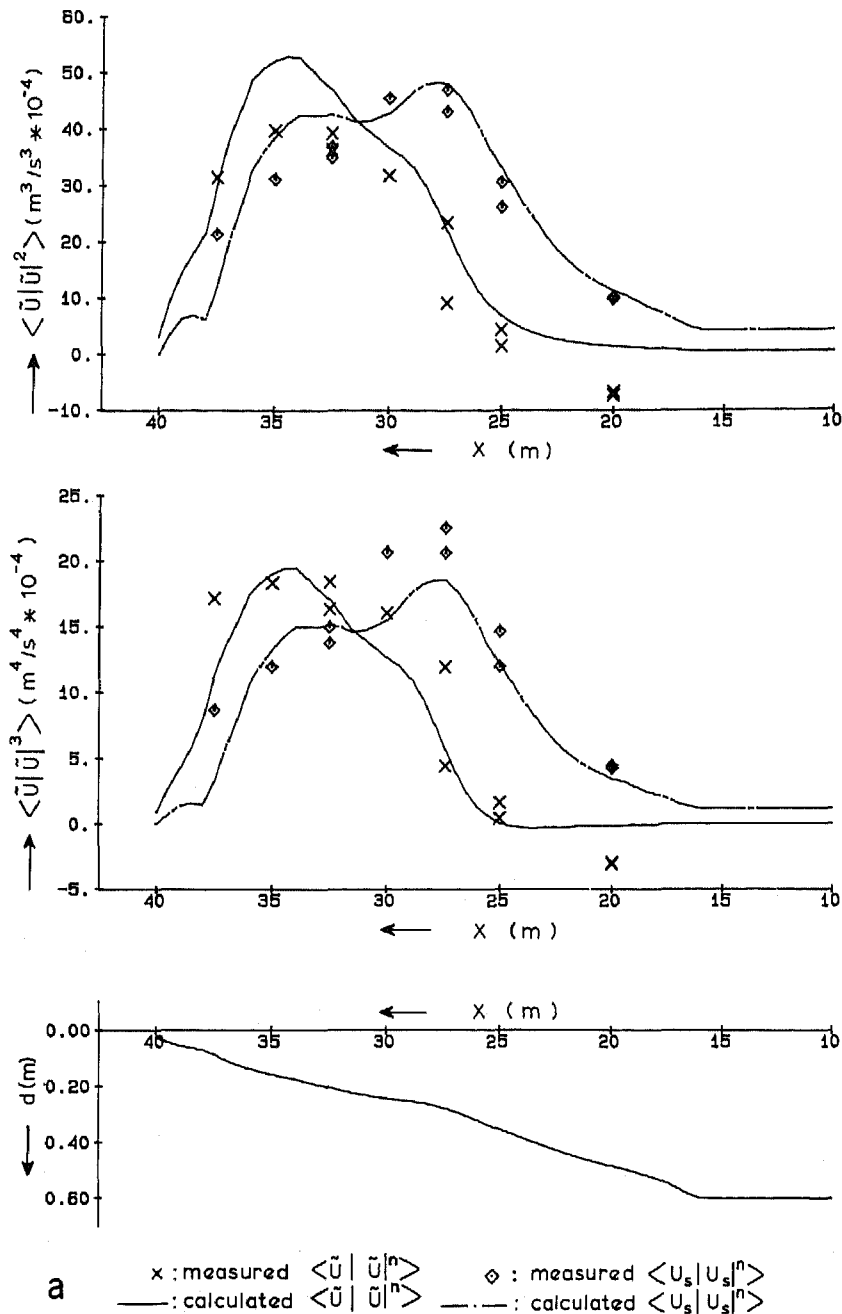 60.
50.
40.
30.
20.
10.
0.
-10.
< Ũ|Ũ|² > (m³/s³ * 10⁻⁴)
40 35 30 25 20 15 10
X (m)
25.
20.
15.
10.
5.
0.
-5.
< Ũ|Ũ|³ > (m⁴/s⁴ * 10⁻⁴)
40 35 30 25 20 15 10
X (m)
X (m)
0.00
40 35 30 25 20 15 10
0.20
0.40
0.60
d(m)
a
x : measured < Ũ| Ũ|ⁿ >
◇ : measured < Uₛ| Uₛ|ⁿ >
—— : calculated < Ũ| Ũ|ⁿ >
—·— : calculated < Uₛ| Uₛ|ⁿ >